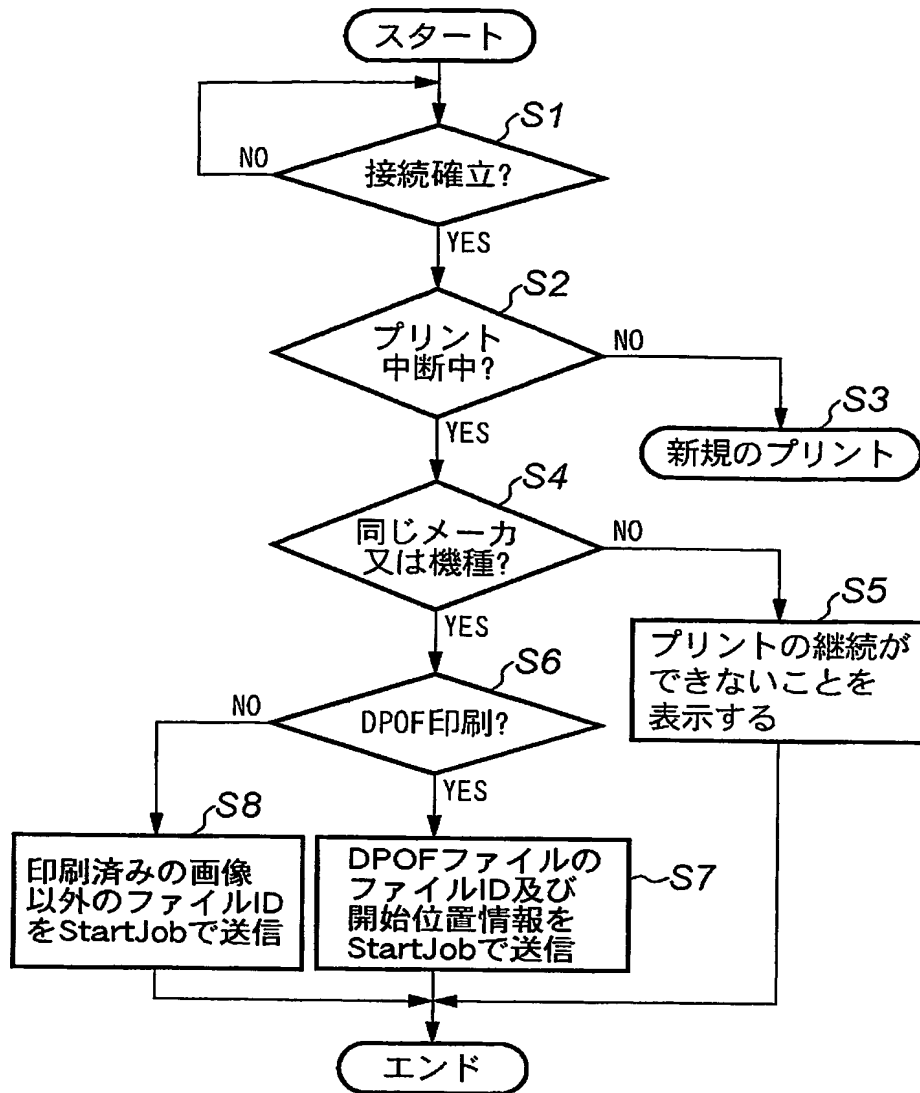 スタート
S1
接続確立?
NO
YES
S2
プリント
中断中?
NO
YES
S3
新規のプリント
S4
同じメーカ
又は機種?
NO
YES
S5
プリントの継続が
できないことを
表示する
S6
DPOF印刷?
NO
YES
S8
印刷済みの画像
以外のファイルID
をStartJobで送信
S7
DPOFファイルの
ファイルID及び
開始位置情報を
StartJobで送信
エンド